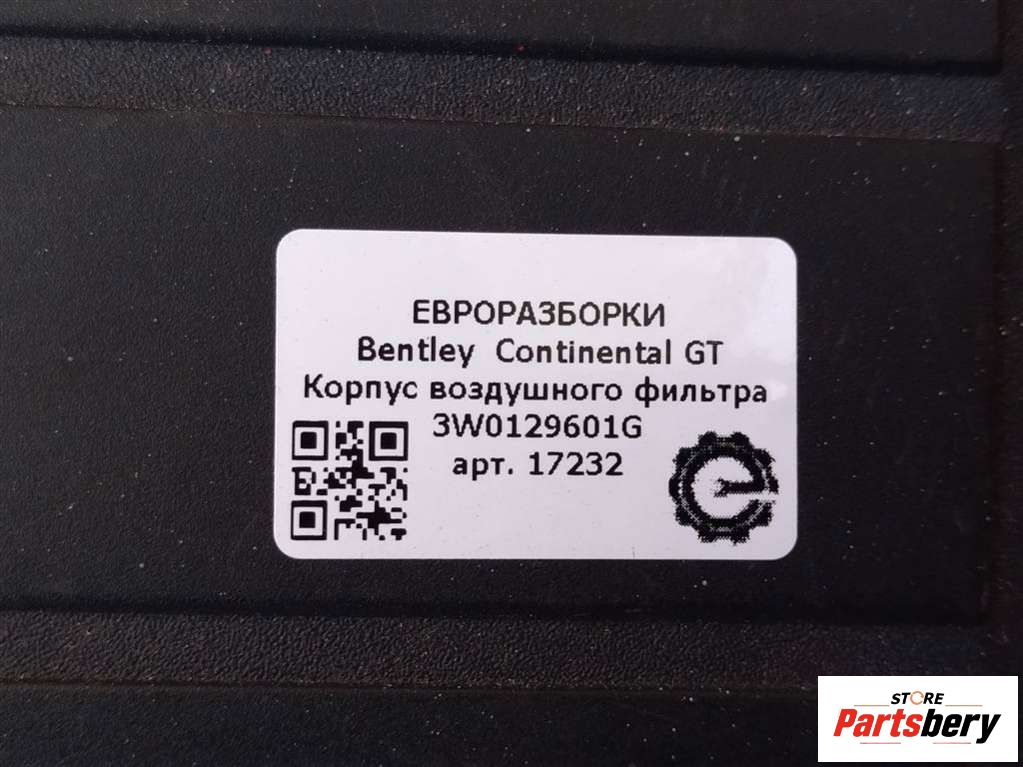 ЕВРОРАЗБОРКИ
Bentley Continental GT
Корпус воздушного фильтра
3W0129601G
арт. 17232
STORE
Partsbery